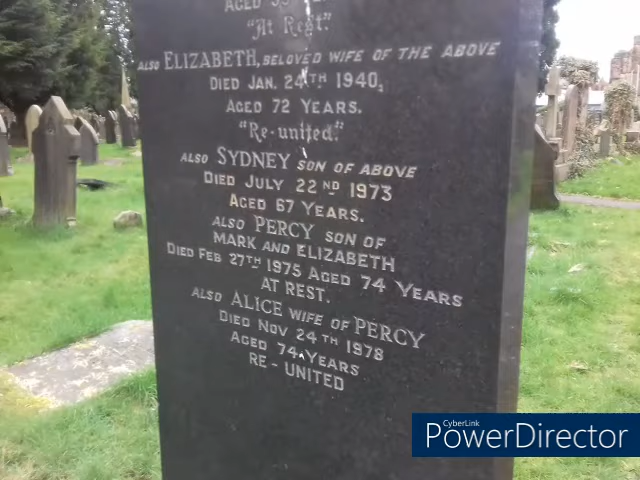 AGED
"At Rest."
ALSO ELIZABETH, BELOVED WIFE OF THE ABOVE
DIED JAN. 24TH 1940,
AGED 72 YEARS.
"Re-united."
ALSO SYDNEY SON OF ABOVE
DIED JULY 22ND 1973
AGED 67 YEARS.
ALSO PERCY SON OF
MARK AND ELIZABETH
DIED FEB 27TH 1975 AGED 74 YEARS
AT REST.
ALSO ALICE WIFE OF PERCY
DIED NOV 24TH 1978
AGED 74 YEARS
RE-UNITED
CyberLink
PowerDirector